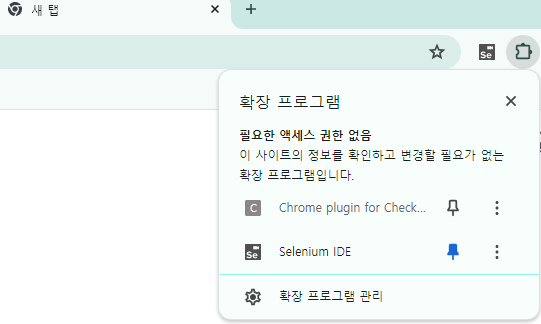 새 탭
Se
확장 프로그램
필요한 액세스 권한 없음
이 사이트의 정보를 확인하고 변경할 필요가 없는
확장 프로그램입니다.
C Chrome plugin for Check...
Se Selenium IDE
확장 프로그램 관리